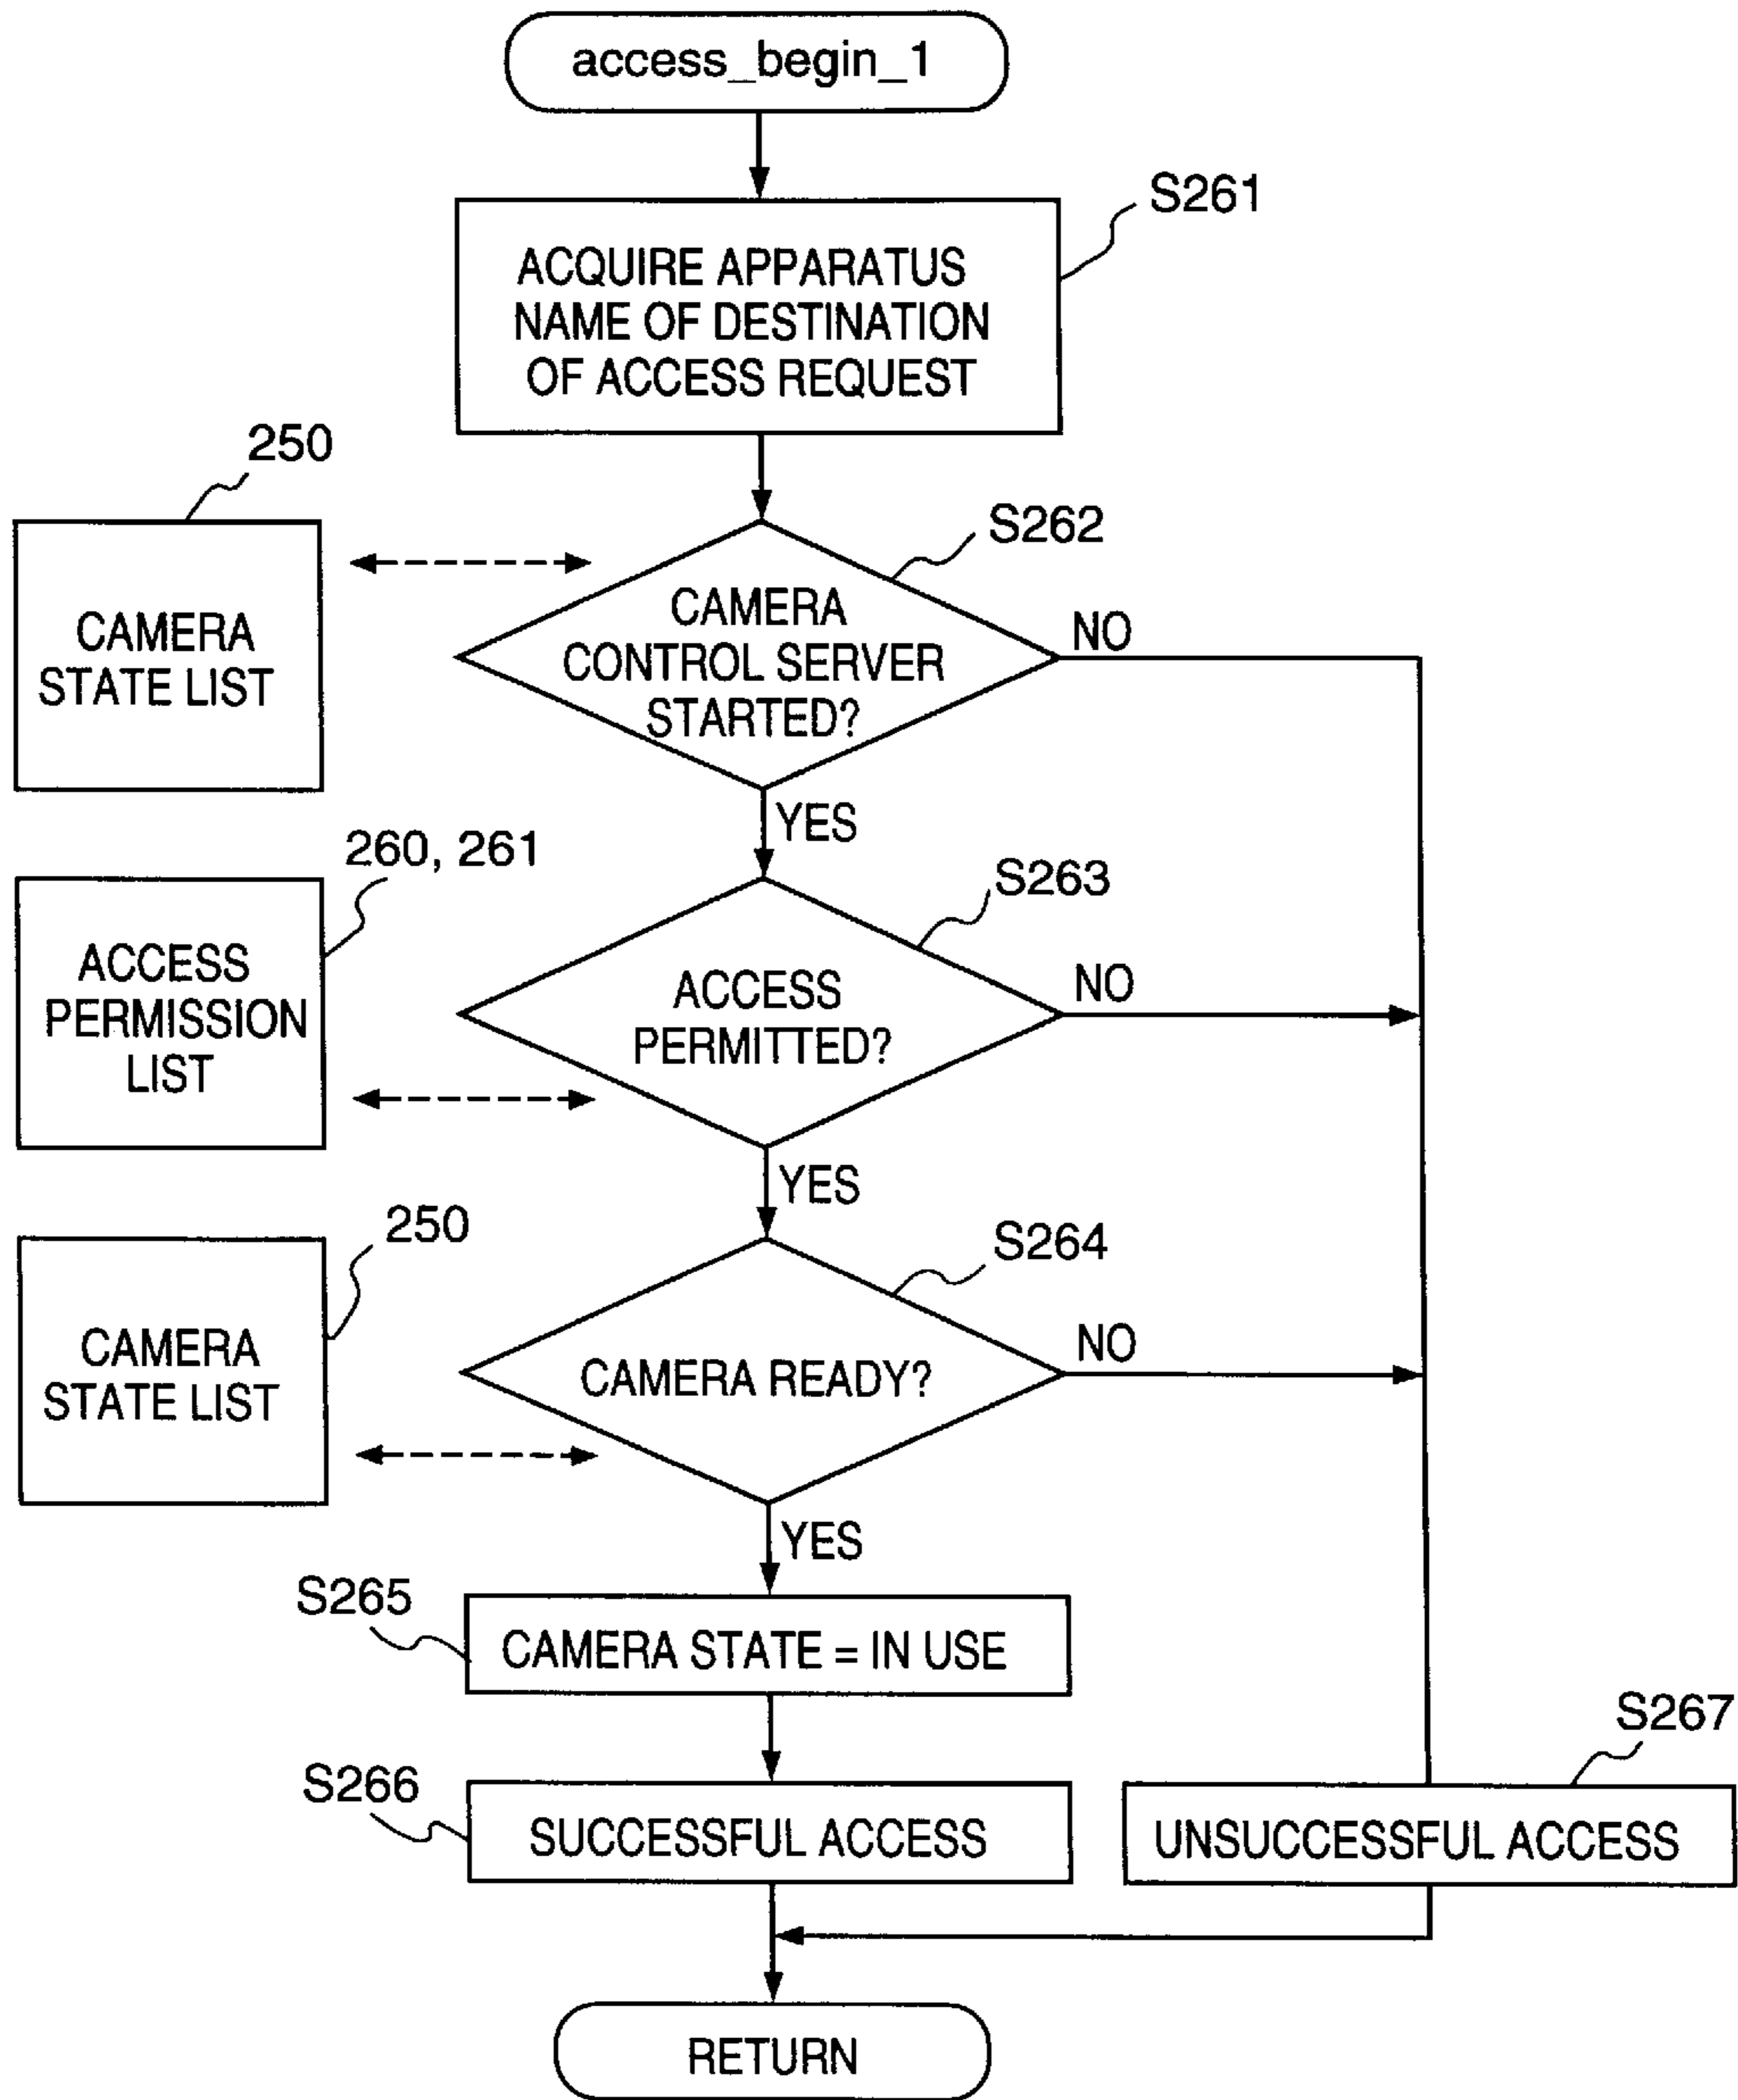 access_begin_1
S261
ACQUIRE APPARATUS
NAME OF DESTINATION
OF ACCESS REQUEST
250
CAMERA
STATE LIST
S262
CAMERA
CONTROL SERVER
STARTED?
NO
YES
260, 261
ACCESS
PERMISSION
LIST
S263
ACCESS
PERMITTED?
NO
YES
250
CAMERA
STATE LIST
S264
CAMERA READY?
NO
YES
S265
CAMERA STATE = IN USE
S266
SUCCESSFUL ACCESS
S267
UNSUCCESSFUL ACCESS
RETURN